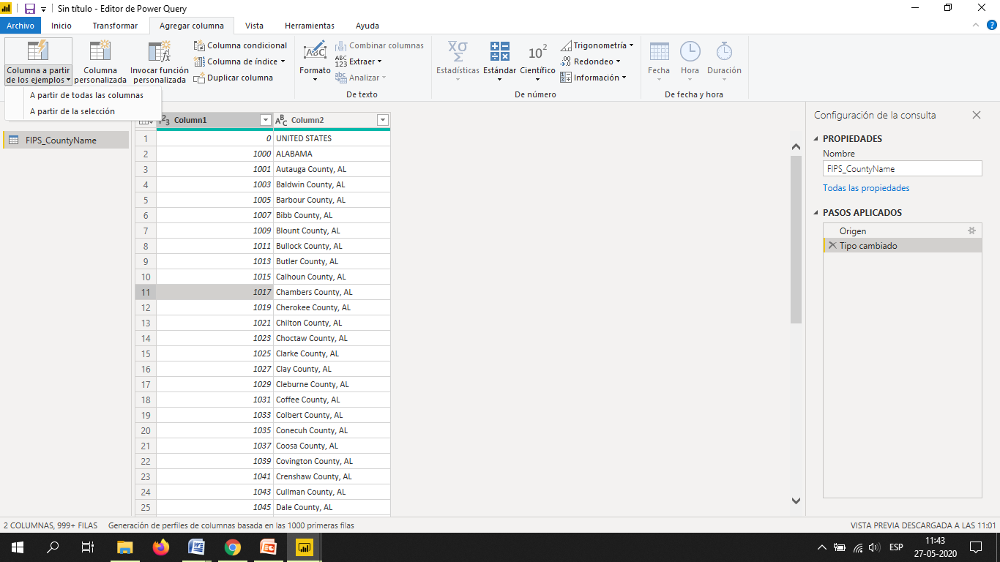 Sin título - Editor de Power Query
Archivo Inicio Transformar Agregar columna Vista Herramientas Ayuda
Columna a partir de los ejemplos
Columna personalizada
Invocar función personalizada
Columna condicional
Columna de índice
Duplicar columna
Formato
Combinar columnas
Extraer
Analizar
De texto
Estadísticas
Estándar
Científico
Trigonometría
Redondeo
Información
De número
Fecha
Hora
Duración
De fecha y hora
A partir de todas las columnas
A partir de la selección
FIPS_CountyName
Column1 Column2
1 0 UNITED STATES
2 1000 ALABAMA
3 1001 Autauga County, AL
4 1003 Baldwin County, AL
5 1005 Barbour County, AL
6 1007 Bibb County, AL
7 1009 Blount County, AL
8 1011 Bullock County, AL
9 1013 Butler County, AL
10 1015 Calhoun County, AL
11 1017 Chambers County, AL
12 1019 Cherokee County, AL
13 1021 Chilton County, AL
14 1023 Choctaw County, AL
15 1025 Clarke County, AL
16 1027 Clay County, AL
17 1029 Cleburne County, AL
18 1031 Coffee County, AL
19 1033 Colbert County, AL
20 1035 Conecuh County, AL
21 1037 Coosa County, AL
22 1039 Covington County, AL
23 1041 Crenshaw County, AL
24 1043 Cullman County, AL
25 1045 Dale County, AL
Configuración de la consulta
PROPIEDADES
Nombre
FIPS_CountyName
Todas las propiedades
PASOS APLICADOS
Origen
Tipo cambiado
2 COLUMNAS, 999+ FILAS Generación de perfiles de columnas basada en las 1000 primeras filas VISTA PREVIA DESCARGADA A LAS 11:01
ESP
11:43
27-05-2020